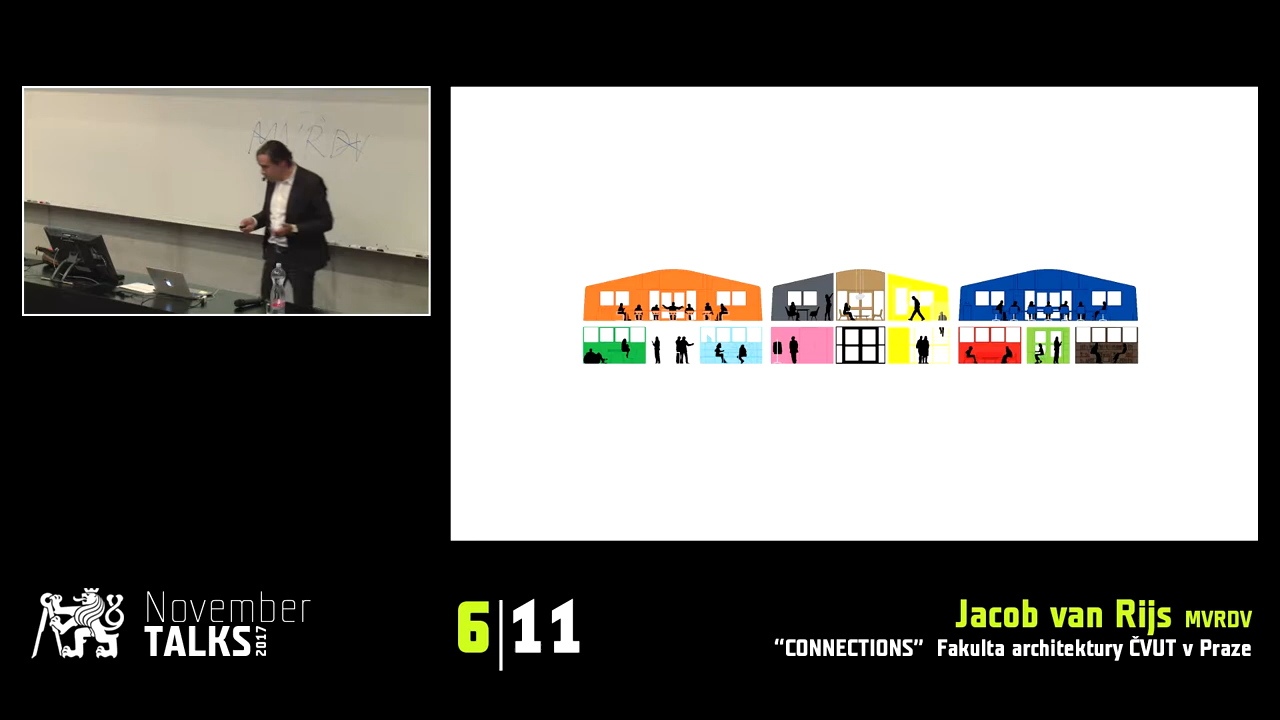 MVRDV
November
TALKS 2017
6|11
Jacob van Rijs MVRDV
“CONNECTIONS” Fakulta architektury ČVUT v Praze